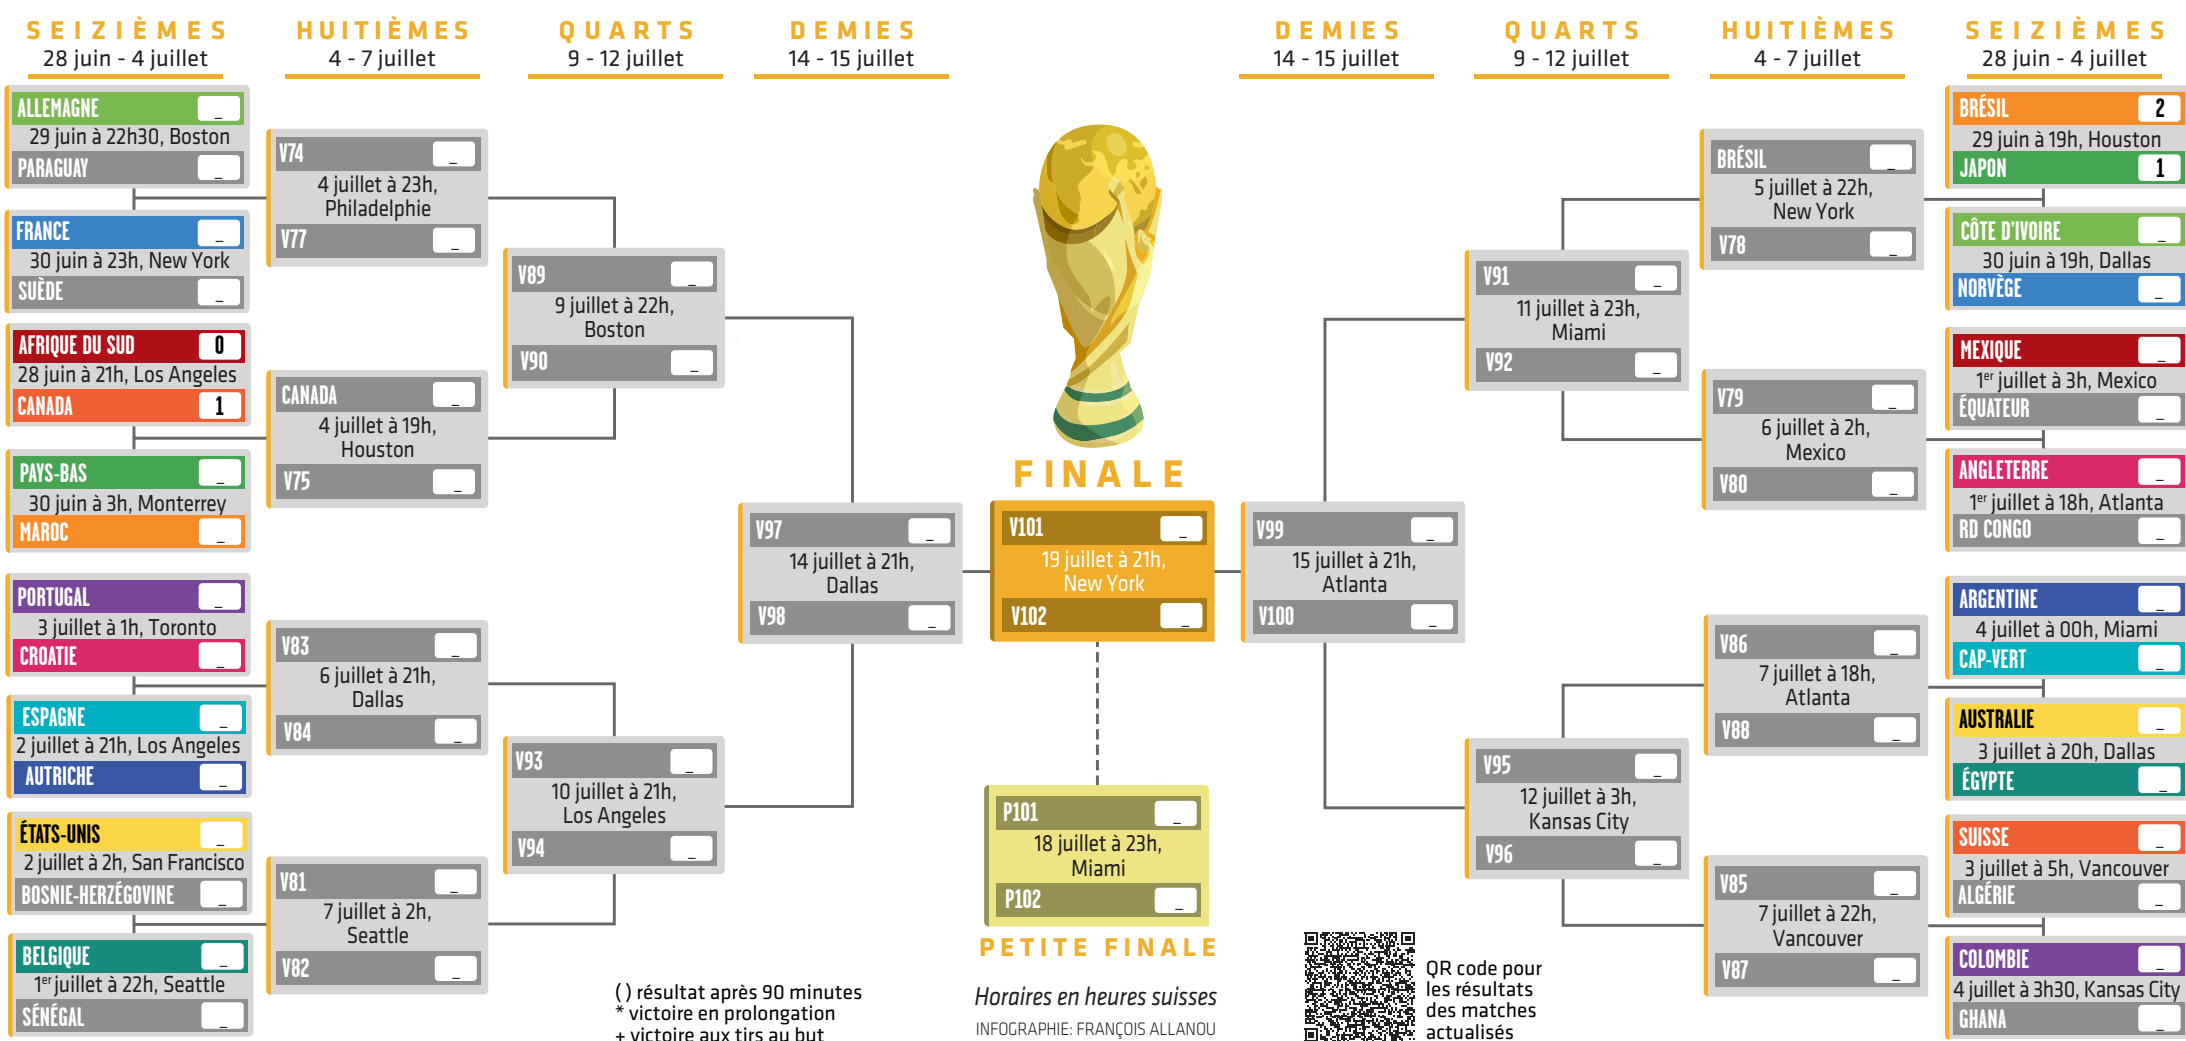 SEIZIÈMES
28 juin - 4 juillet
ALLEMAGNE _
29 juin à 22h30, Boston
PARAGUAY _
FRANCE _
30 juin à 23h, New York
SUÈDE _
AFRIQUE DU SUD 0
28 juin à 21h, Los Angeles
CANADA 1
PAYS-BAS _
30 juin à 3h, Monterrey
MAROC _
PORTUGAL _
3 juillet à 1h, Toronto
CROATIE _
ESPAGNE _
2 juillet à 21h, Los Angeles
AUTRICHE _
ÉTATS-UNIS _
2 juillet à 2h, San Francisco
BOSNIE-HERZÉGOVINE _
BELGIQUE _
1er juillet à 22h, Seattle
SÉNÉGAL _
HUITIÈMES
4 - 7 juillet
V74 _
4 juillet à 23h,
Philadelphie
V77 _
CANADA _
4 juillet à 19h,
Houston
V75 _
V83 _
6 juillet à 21h,
Dallas
V84 _
V81 _
7 juillet à 2h,
Seattle
V82 _
QUARTS
9 - 12 juillet
V89 _
9 juillet à 22h,
Boston
V90 _
V93 _
10 juillet à 21h,
Los Angeles
V94 _
DEMIES
14 - 15 juillet
V97 _
14 juillet à 21h,
Dallas
V98 _
FINALE
V101 _
19 juillet à 21h,
New York
V102 _
P101 _
18 juillet à 23h,
Miami
P102 _
PETITE FINALE
DEMIES
14 - 15 juillet
V99 _
15 juillet à 21h,
Atlanta
V100 _
QUARTS
9 - 12 juillet
V91 _
11 juillet à 23h,
Miami
V92 _
V95 _
12 juillet à 3h,
Kansas City
V96 _
HUITIÈMES
4 - 7 juillet
BRÉSIL _
5 juillet à 22h,
New York
V78 _
V79 _
6 juillet à 2h,
Mexico
V80 _
V86 _
7 juillet à 18h,
Atlanta
V88 _
V85 _
7 juillet à 22h,
Vancouver
V87 _
SEIZIÈMES
28 juin - 4 juillet
BRÉSIL 2
29 juin à 19h, Houston
JAPON 1
CÔTE D'IVOIRE _
30 juin à 19h, Dallas
NORVÈGE _
MEXIQUE _
1er juillet à 3h, Mexico
ÉQUATEUR _
ANGLETERRE _
1er juillet à 18h, Atlanta
RD CONGO _
ARGENTINE _
4 juillet à 00h, Miami
CAP-VERT _
AUSTRALIE _
3 juillet à 20h, Dallas
ÉGYPTE _
SUISSE _
3 juillet à 5h, Vancouver
ALGÉRIE _
COLOMBIE _
4 juillet à 3h30, Kansas City
GHANA _
( ) résultat après 90 minutes
* victoire en prolongation
+ victoire aux tirs au but
Horaires en heures suisses
INFOGRAPHIE: FRANÇOIS ALLANOU
QR code pour
les résultats
des matches
actualisés